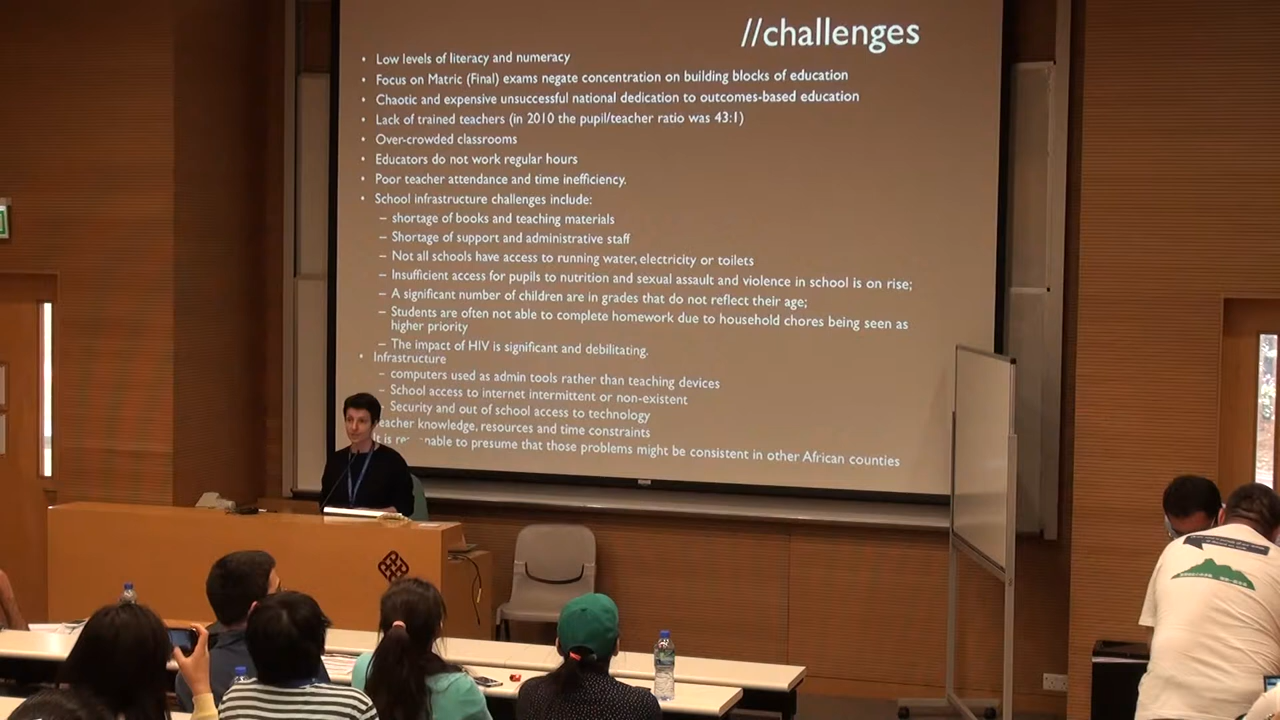 //challenges
• Low levels of literacy and numeracy
• Focus on Matric (Final) exams negate concentration on building blocks of education
• Chaotic and expensive unsuccessful national dedication to outcomes-based education
• Lack of trained teachers (in 2010 the pupil/teacher ratio was 43:1)
• Over-crowded classrooms
• Educators do not work regular hours
• Poor teacher attendance and time inefficiency.
• School infrastructure challenges include:
– shortage of books and teaching materials
– Shortage of support and administrative staff
– Not all schools have access to running water, electricity or toilets
– Insufficient access for pupils to nutrition and sexual assault and violence in school is on rise;
– A significant number of children are in grades that do not reflect their age;
– Students are often not able to complete homework due to household chores being seen as
higher priority
– The impact of HIV is significant and debilitating.
• Infrastructure
– computers used as admin tools rather than teaching devices
– School access to internet intermittent or non-existent
Security and out of school access to technology
knowledge, resources and time constraints
to presume that those problems might be consistent in other African counties